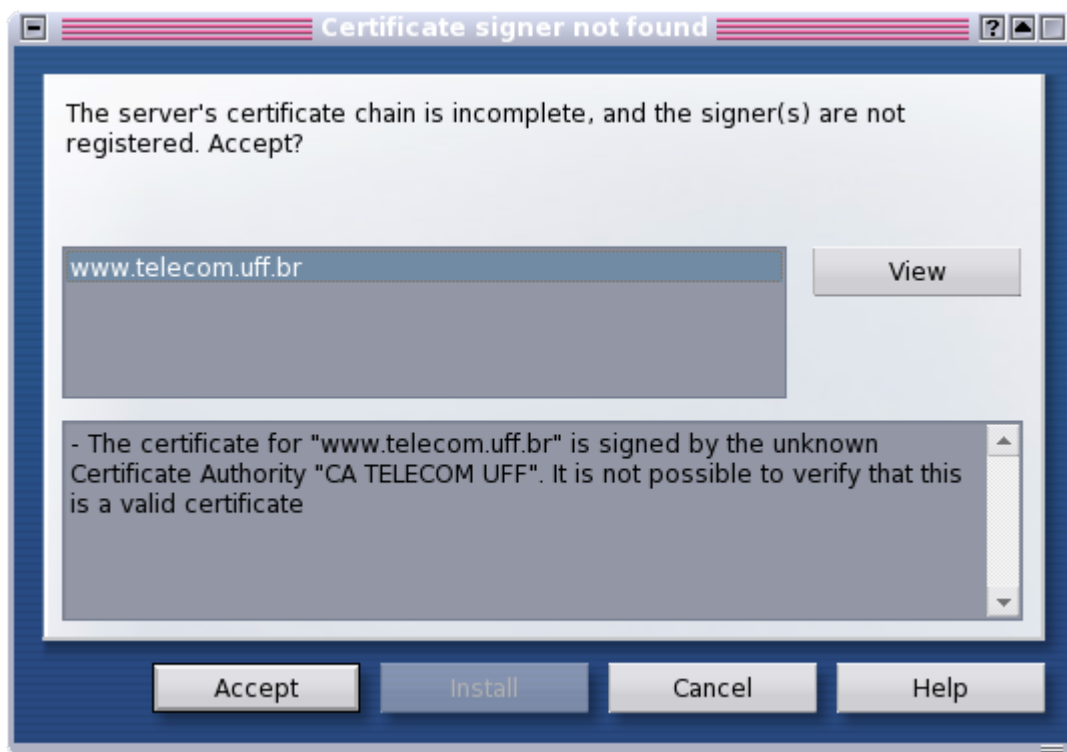 Certificate signer not found
The server's certificate chain is incomplete, and the signer(s) are not
registered. Accept?
www.telecom.uff.br
View
- The certificate for "www.telecom.uff.br" is signed by the unknown
Certificate Authority "CA TELECOM UFF". It is not possible to verify that this
is a valid certificate
Accept
Install
Cancel
Help